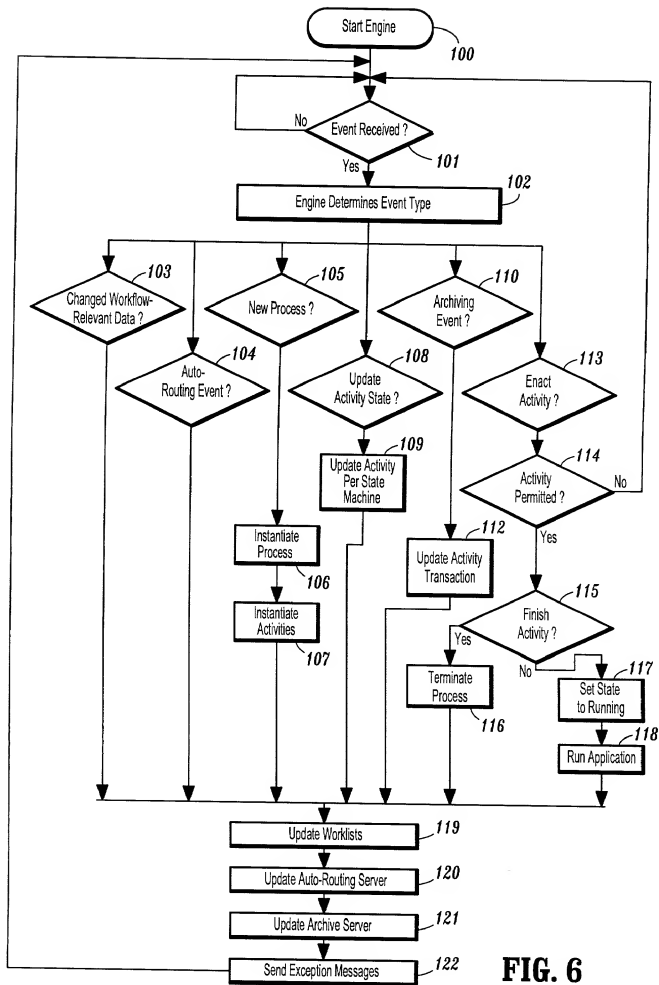 Start Engine
100
No
Event Received ?
101
Yes
102
Engine Determines Event Type
103
Changed Workflow-
Relevant Data ?
104
Auto-
Routing Event ?
105
New Process ?
108
Update
Activity State ?
110
Archiving
Event ?
113
Enact
Activity ?
109
Update Activity
Per State
Machine
114
Activity
Permitted ?
No
Yes
Instantiate
Process
106
112
Update Activity
Transaction
Instantiate
Activities
107
115
Finish
Activity ?
Yes
No
Terminate
Process
116
117
Set State
to Running
118
Run Application
Update Worklists
119
Update Auto-Routing Server
120
Update Archive Server
121
Send Exception Messages
122
FIG. 6